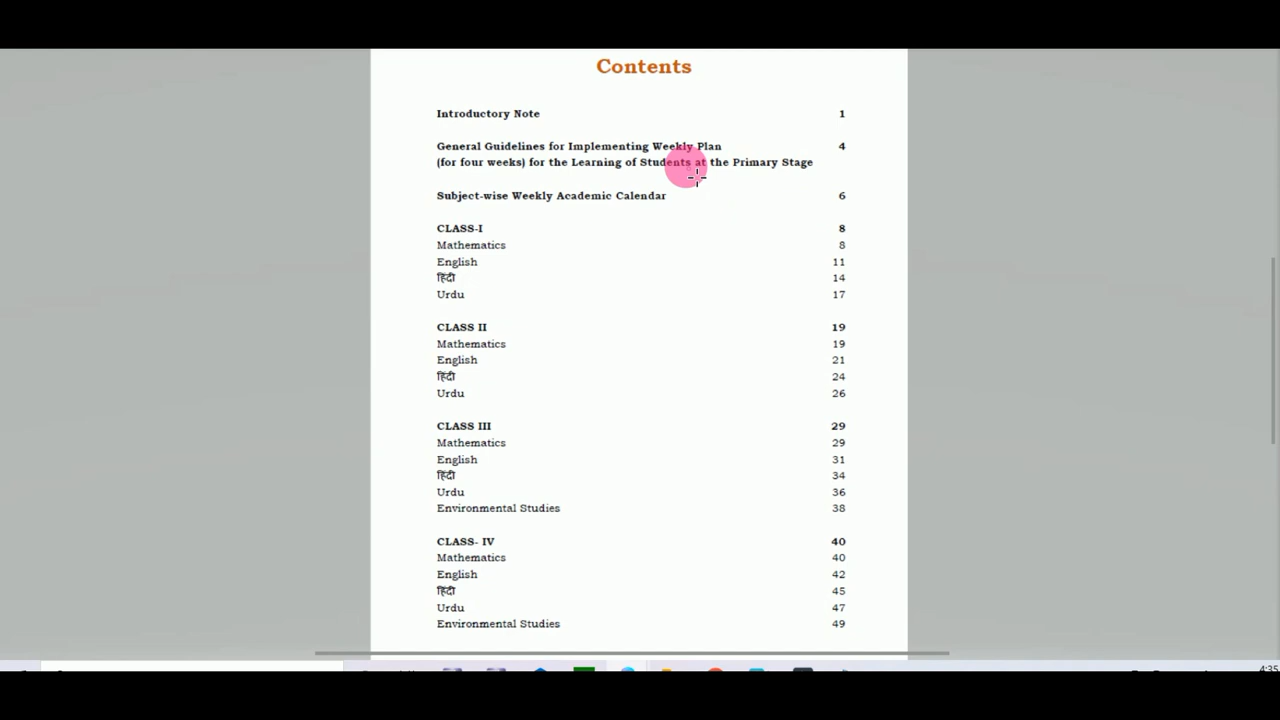 Contents
Introductory Note 1
General Guidelines for Implementing Weekly Plan 4
(for four weeks) for the Learning of Students at the Primary Stage
Subject-wise Weekly Academic Calendar 6
CLASS-I 8
Mathematics 8
English 11
हिंदी 14
Urdu 17
CLASS II 19
Mathematics 19
English 21
हिंदी 24
Urdu 26
CLASS III 29
Mathematics 29
English 31
हिंदी 34
Urdu 36
Environmental Studies 38
CLASS- IV 40
Mathematics 40
English 42
हिंदी 45
Urdu 47
Environmental Studies 49
4:35